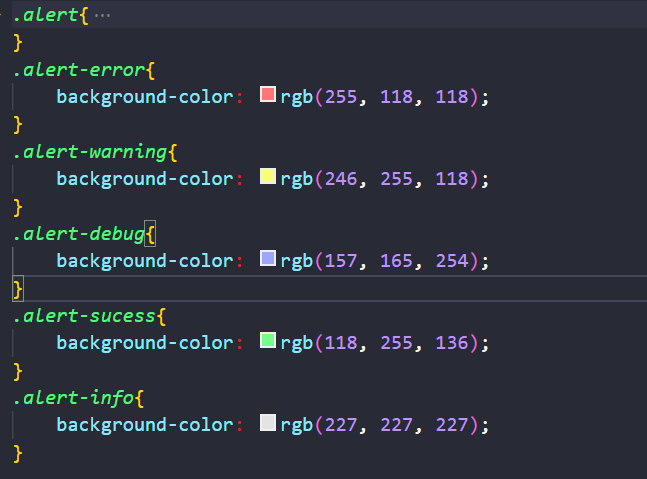 .alert{ ···
}
.alert-error{
    background-color: rgb(255, 118, 118);
}
.alert-warning{
    background-color: rgb(246, 255, 118);
}
.alert-debug{
    background-color: rgb(157, 165, 254);
}
.alert-sucess{
    background-color: rgb(118, 255, 136);
}
.alert-info{
    background-color: rgb(227, 227, 227);
}